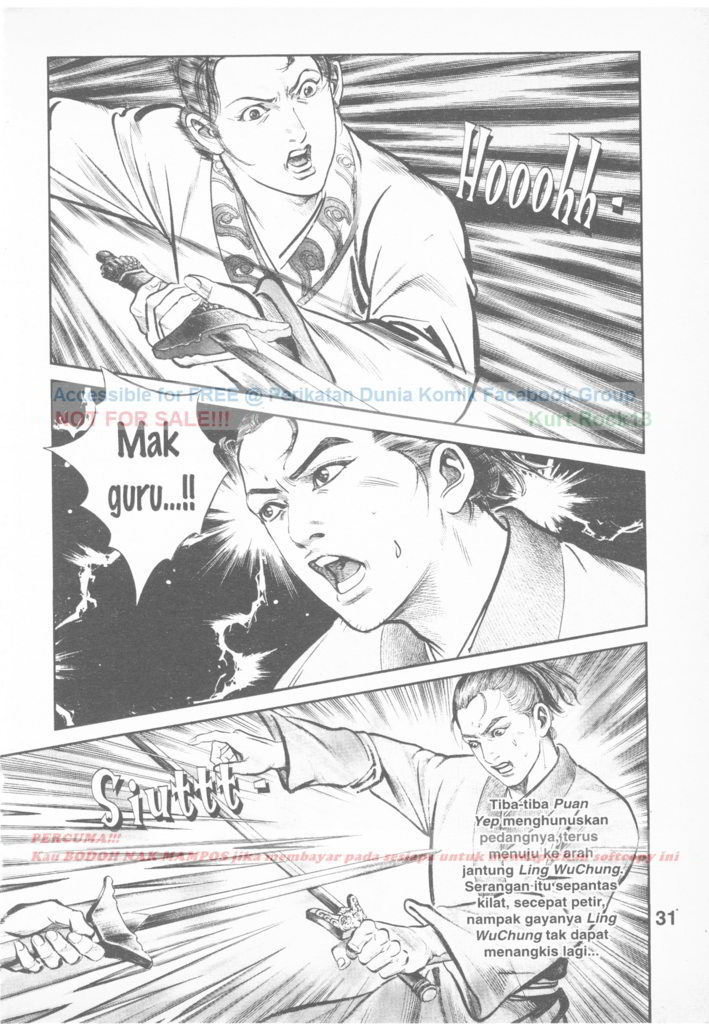 Hooohh -
Accessible for FREE @ Perikatan Dunia Komik Facebook Group
NOT FOR SALE!!!
Kurt Rock43
Mak
guru...!!
Siuttt -
Tiba-tiba Puan
Yep menghunuskan
pedangnya, terus
menuju ke arah
jantung Ling WuChung.
Serangan itu sepantas
kilat, secepat petir,
nampak gayanya Ling
WuChung tak dapat
menangkis lagi...
PERCUMA!!!
Kau BODOH NAK MAMPOS jika membayar pada sesiapa untuk softcopy ini
31